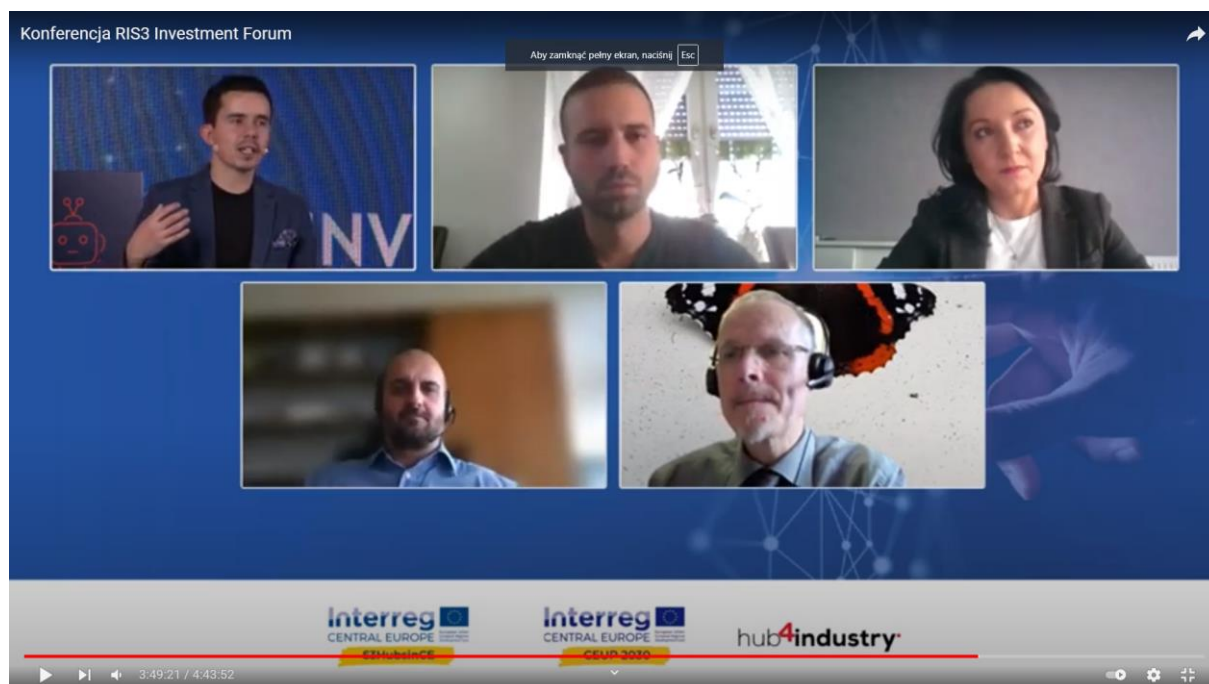 Konferencja RIS3 Investment Forum
Aby zamknąć pełny ekran, naciśnij Esc
INV
Interreg
CENTRAL EUROPE
S3HubsinCE
Interreg
CENTRAL EUROPE
CEUP 2030
hub4industry
3:49:21 / 4:43:52